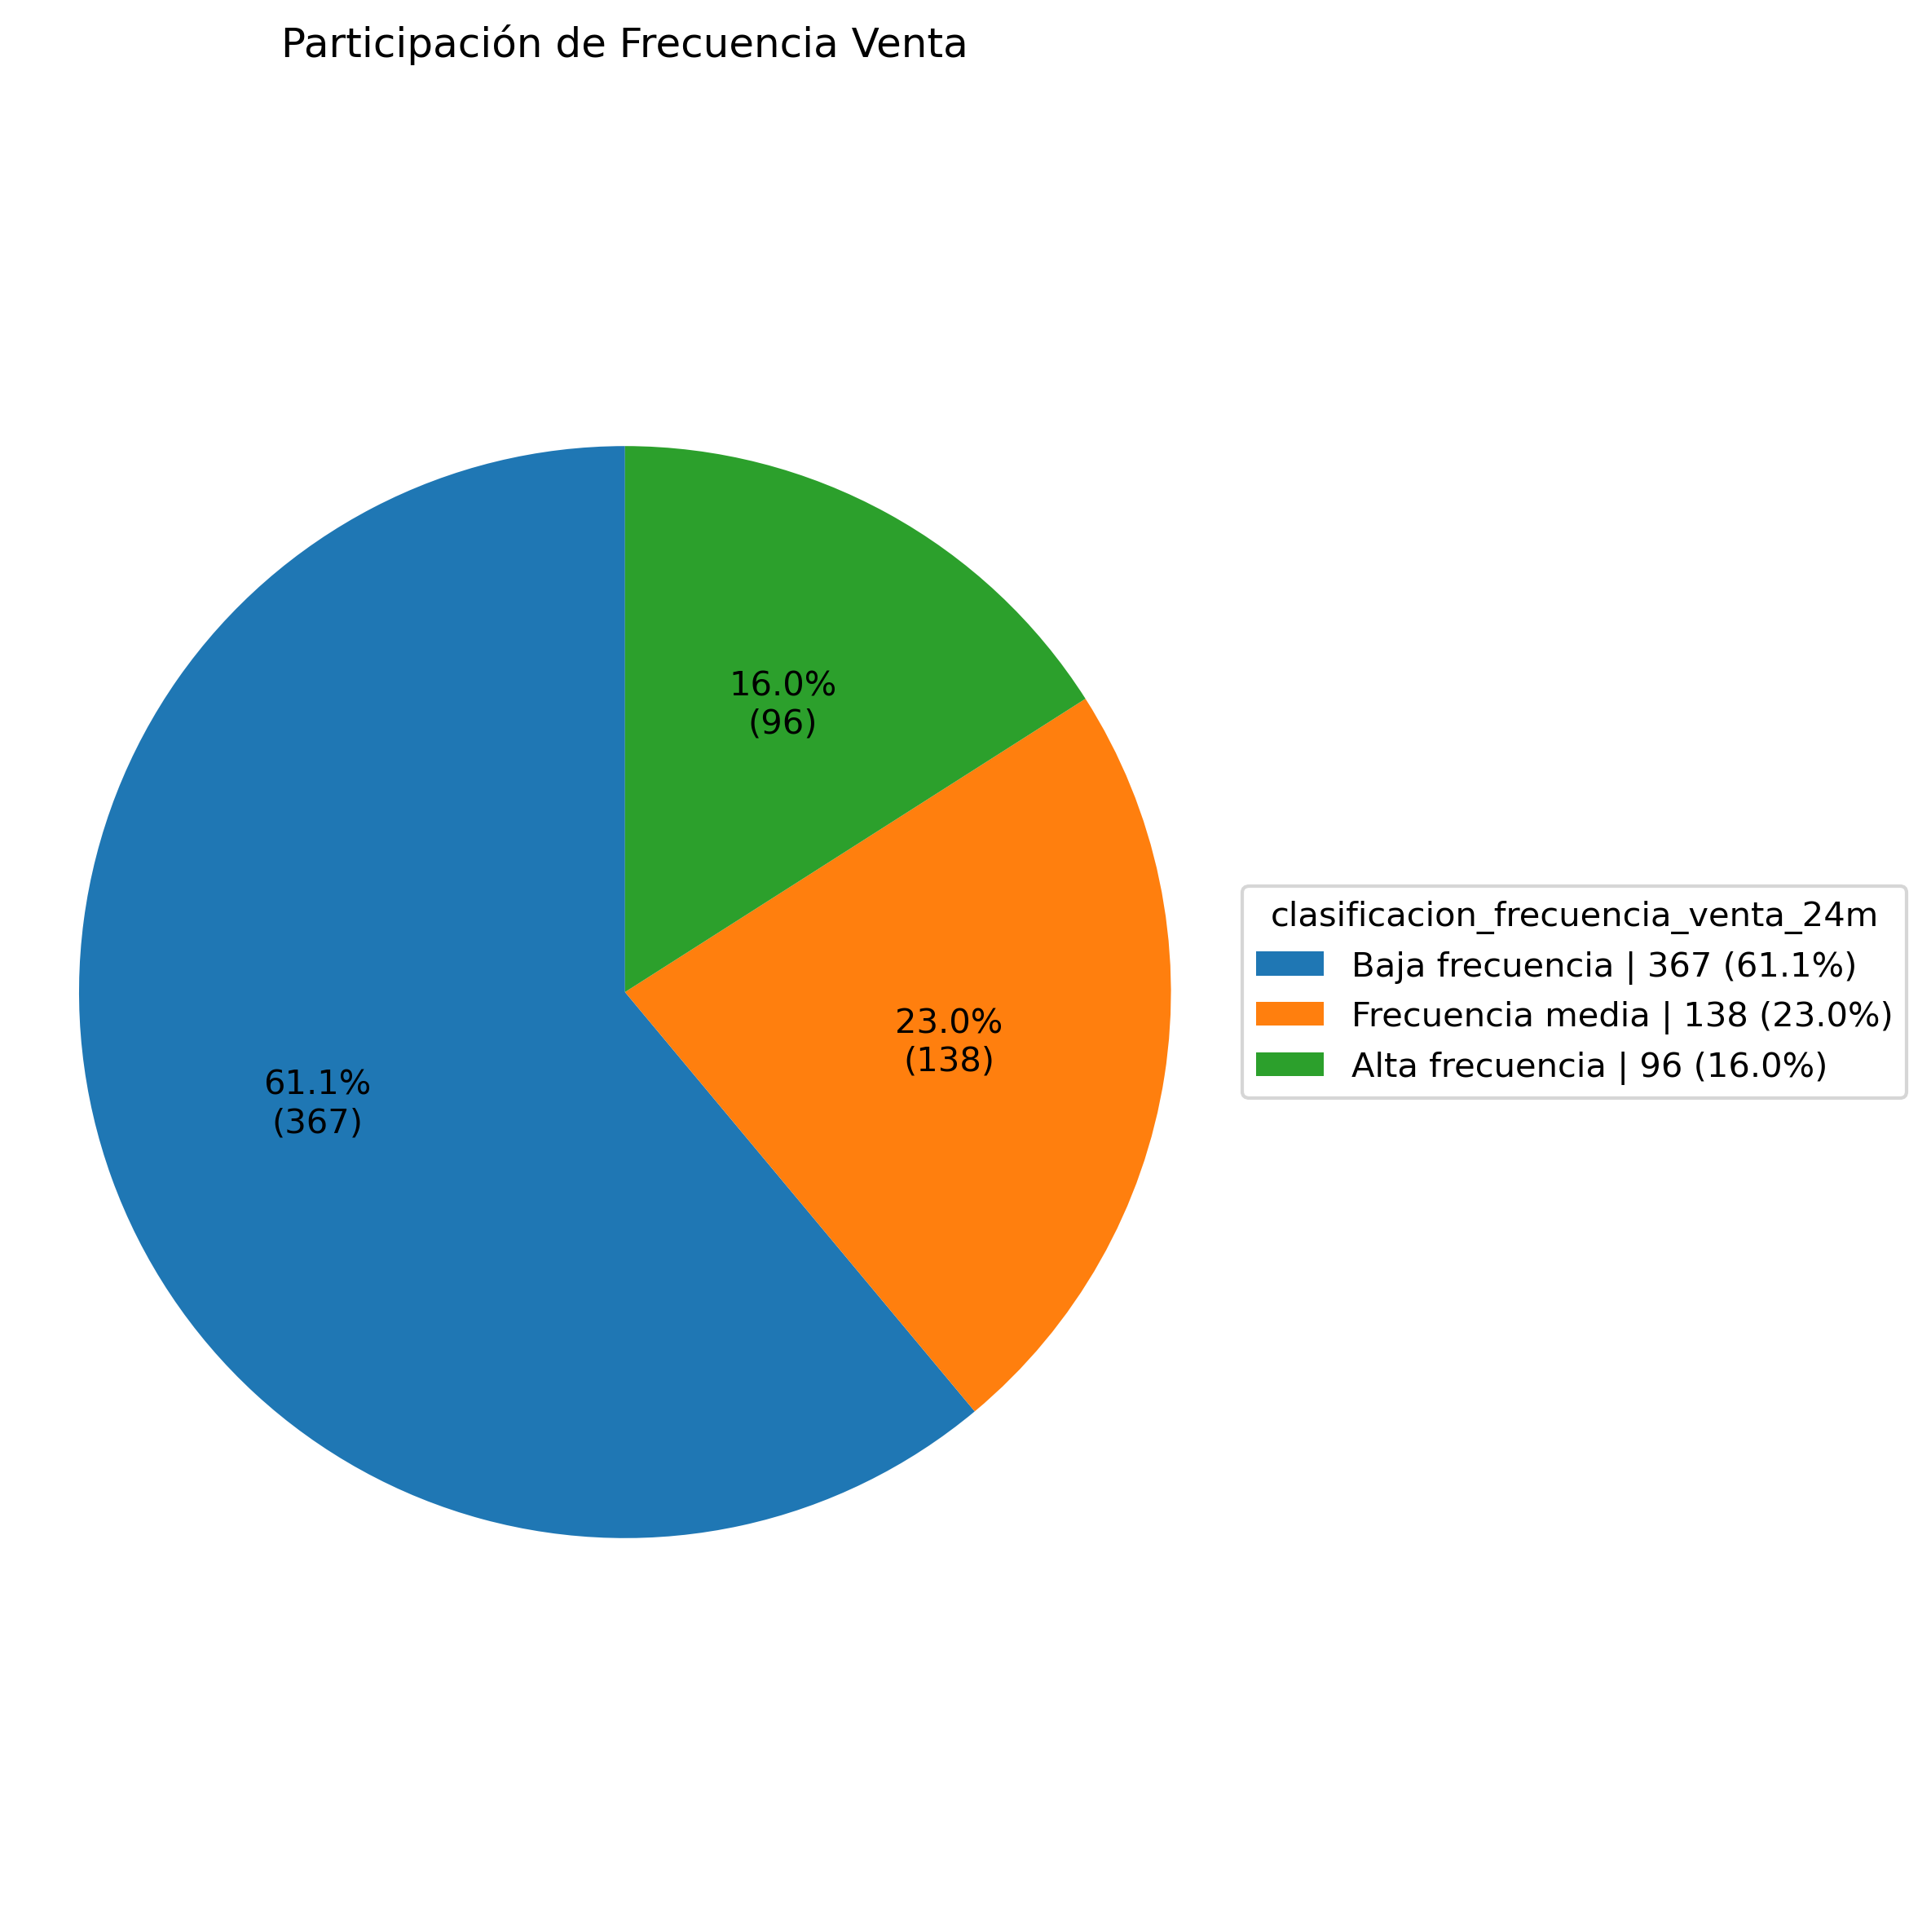 Participación de Frecuencia Venta
16.0%
(96)
23.0%
(138)
61.1%
(367)
clasificacion_frecuencia_venta_24m
Baja frecuencia | 367 (61.1%)
Frecuencia media | 138 (23.0%)
Alta frecuencia | 96 (16.0%)